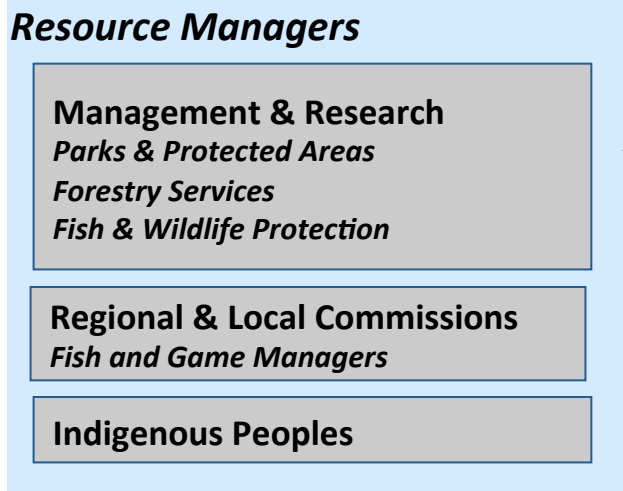 Resource Managers
Management & Research
Parks & Protected Areas
Forestry Services
Fish & Wildlife Protection
Regional & Local Commissions
Fish and Game Managers
Indigenous Peoples